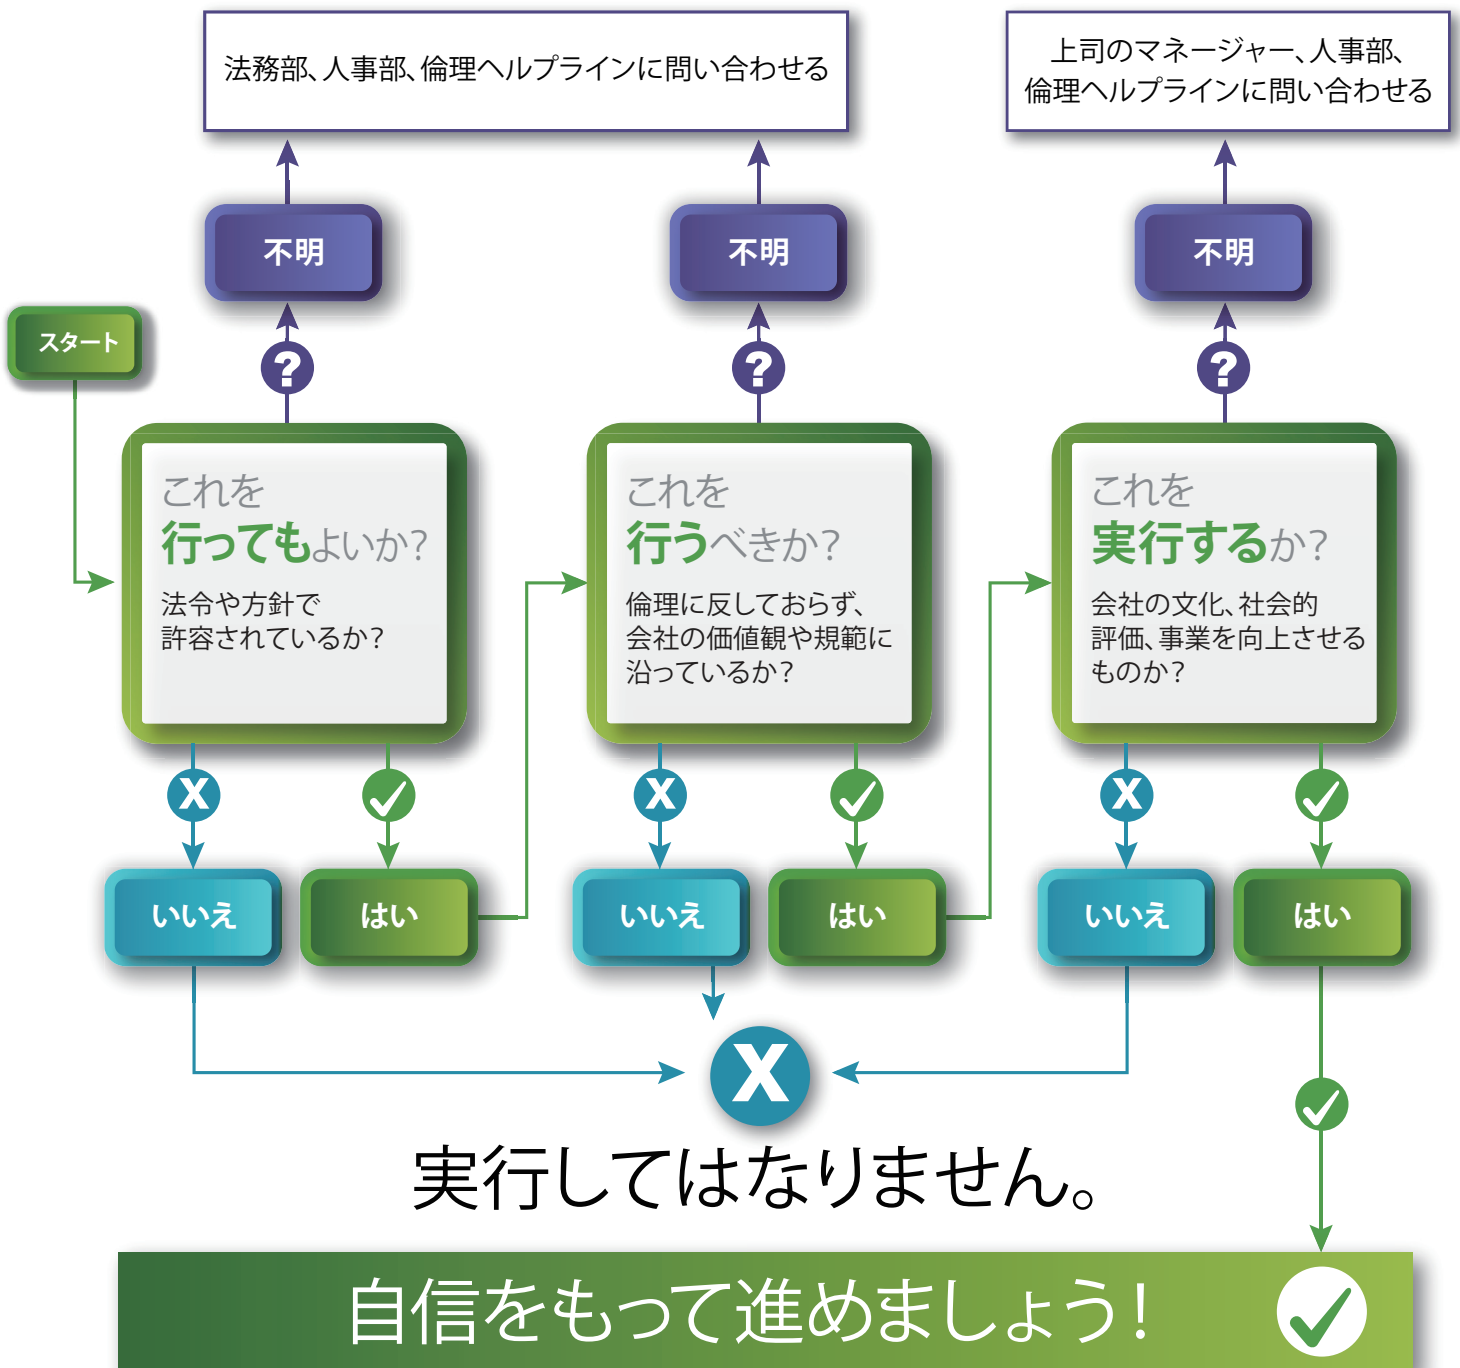 法務部、人事部、倫理ヘルプラインに問い合わせる
上司のマネージャー、人事部、
倫理ヘルプラインに問い合わせる
不明
不明
不明
スタート
?
?
?
これを
行ってもよいか?
法令や方針で
許容されているか?
これを
行うべきか?
倫理に反しておらず、
会社の価値観や規範に
沿っているか?
これを
実行するか?
会社の文化、社会的
評価、事業を向上させる
ものか?
X
X
X
いいえ
はい
いいえ
はい
いいえ
はい
X
実行してはなりません。
自信をもって進めましょう!